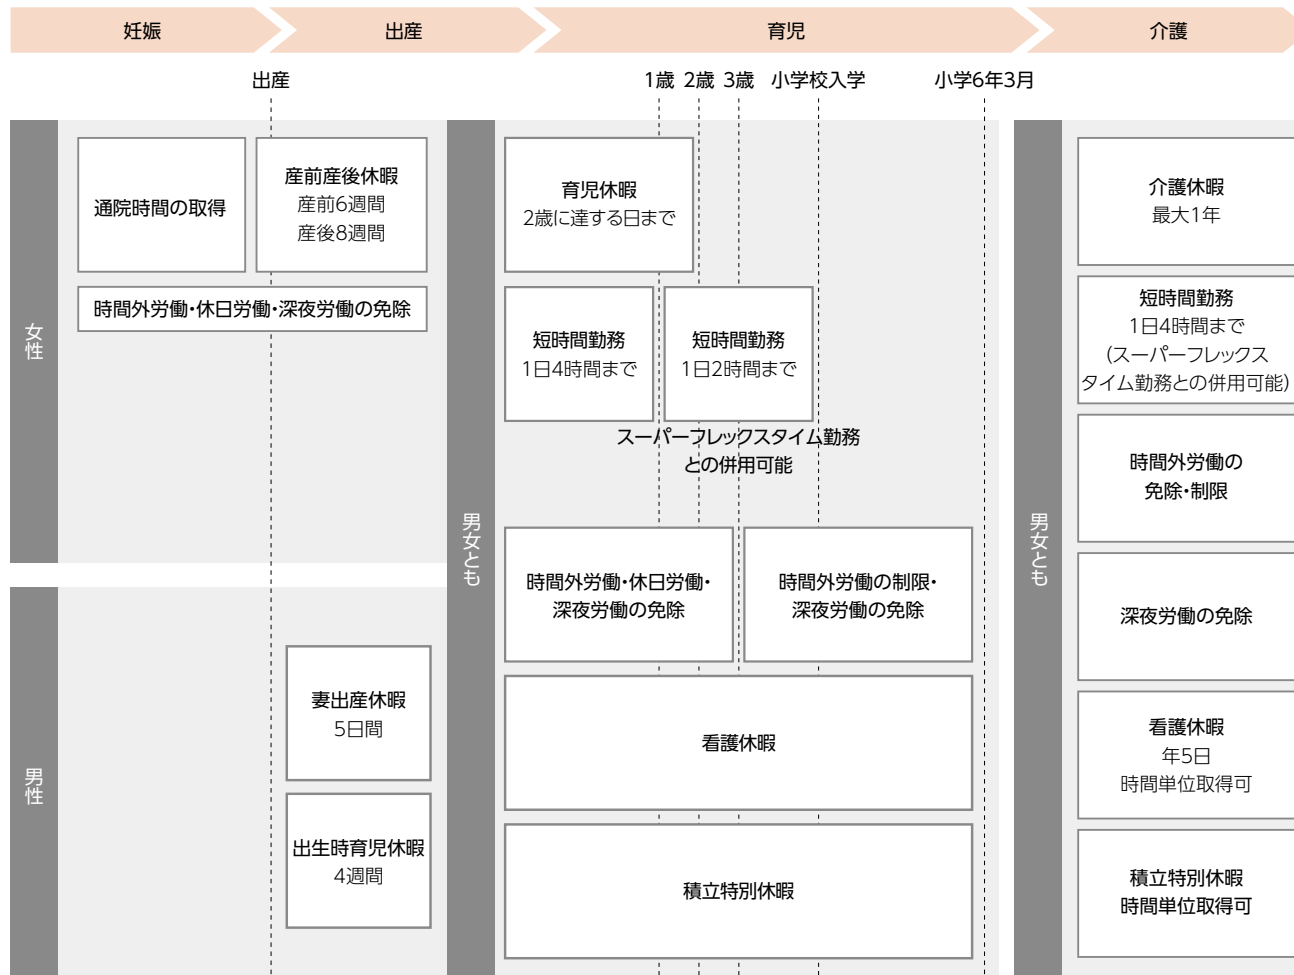 妊娠
出産
育児
介護
出産
1歳
2歳
3歳
小学校入学
小学6年3月
女性
通院時間の取得
産前産後休暇
産前6週間
産後8週間
時間外労働・休日労働・深夜労働の免除
男性
妻出産休暇
5日間
出生時育児休暇
4週間
男女とも
育児休暇
2歳に達する日まで
短時間勤務
1日4時間まで
短時間勤務
1日2時間まで
スーパーフレックスタイム勤務
との併用可能
時間外労働・休日労働・
深夜労働の免除
時間外労働の制限・
深夜労働の免除
看護休暇
積立特別休暇
男女とも
介護休暇
最大1年
短時間勤務
1日4時間まで
(スーパーフレックス
タイム勤務との併用可能)
時間外労働の
免除・制限
深夜労働の免除
看護休暇
年5日
時間単位取得可
積立特別休暇
時間単位取得可